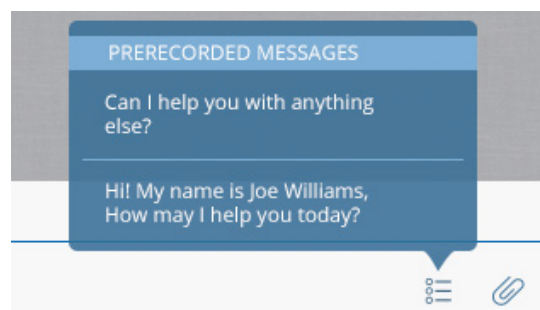 PRERECORDED MESSAGES
Can I help you with anything
else?
Hi! My name is Joe Williams,
How may I help you today?